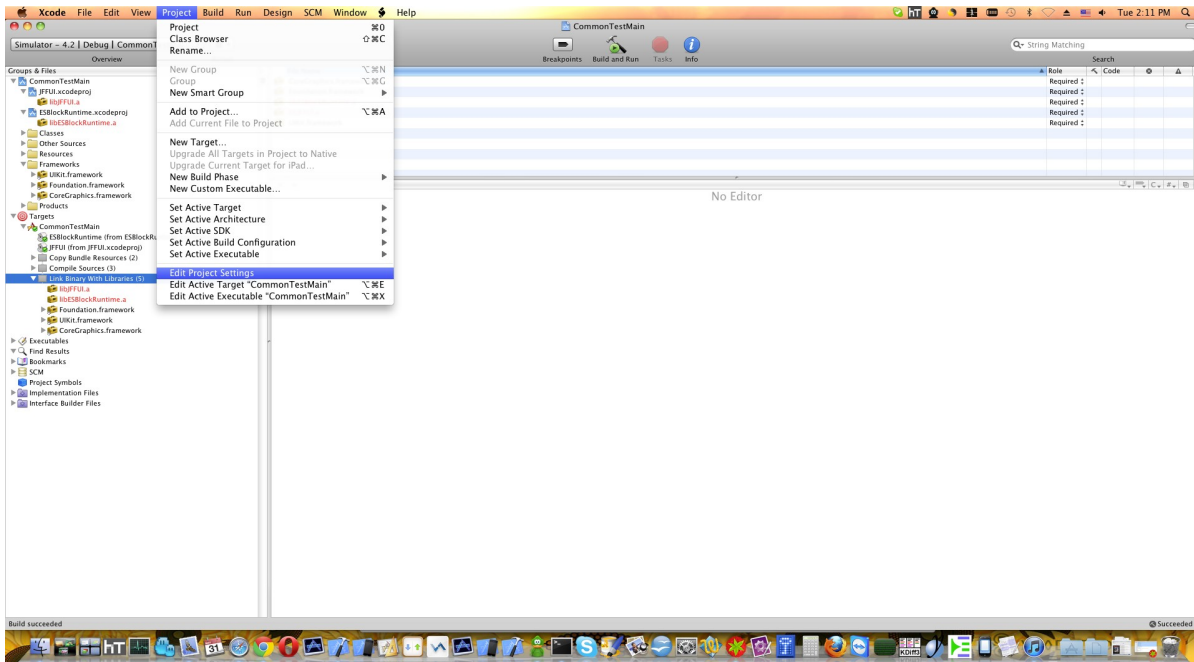 Xcode File Edit View Project Build Run Design SCM Window Help
Tue 2:11 PM
CommonTestMain
Simulator - 4.2 | Debug | CommonT
Overview
Breakpoints Build and Run Tasks Info
String Matching
Search
Project ⌘0
Class Browser ⇧⌘C
Rename...
New Group ⌥⌘N
Group ⌥⌘G
New Smart Group
Add to Project... ⌥⌘A
Add Current File to Project
New Target...
Upgrade All Targets in Project to Native
Upgrade Current Target for iPad...
New Build Phase
New Custom Executable...
Set Active Target
Set Active Architecture
Set Active SDK
Set Active Build Configuration
Set Active Executable
Edit Project Settings
Edit Active Target "CommonTestMain" ⌥⌘E
Edit Active Executable "CommonTestMain" ⌥⌘X
Groups & Files
CommonTestMain
JFFUI.xcodeproj
libJFFUI.a
ESBlockRuntime.xcodeproj
libESBlockRuntime.a
Classes
Other Sources
Resources
Frameworks
UIKit.framework
Foundation.framework
CoreGraphics.framework
Products
Targets
CommonTestMain
ESBlockRuntime (from ESBlockRu
JFFUI (from JFFUI.xcodeproj)
Copy Bundle Resources (2)
Compile Sources (3)
Link Binary With Libraries (5)
libJFFUI.a
libESBlockRuntime.a
Foundation.framework
UIKit.framework
CoreGraphics.framework
Executables
Find Results
Bookmarks
SCM
Project Symbols
Implementation Files
Interface Builder Files
Role Code
Required
Required
Required
Required
Required
No Editor
Build succeeded
Succeeded
hT
31
KDiff3